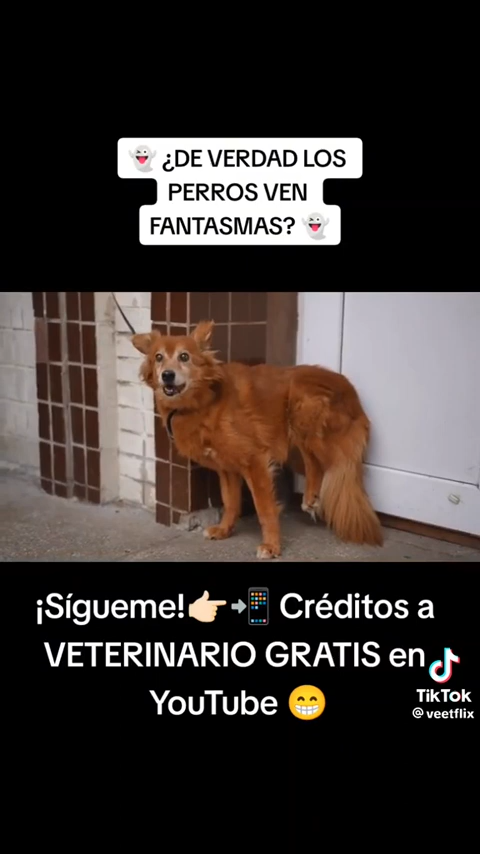 👻 ¿DE VERDAD LOS
PERROS VEN
FANTASMAS? 👻
¡Sígueme!👉🏻📲 Créditos a
VETERINARIO GRATIS en
YouTube 😁
TikTok
@veetflix